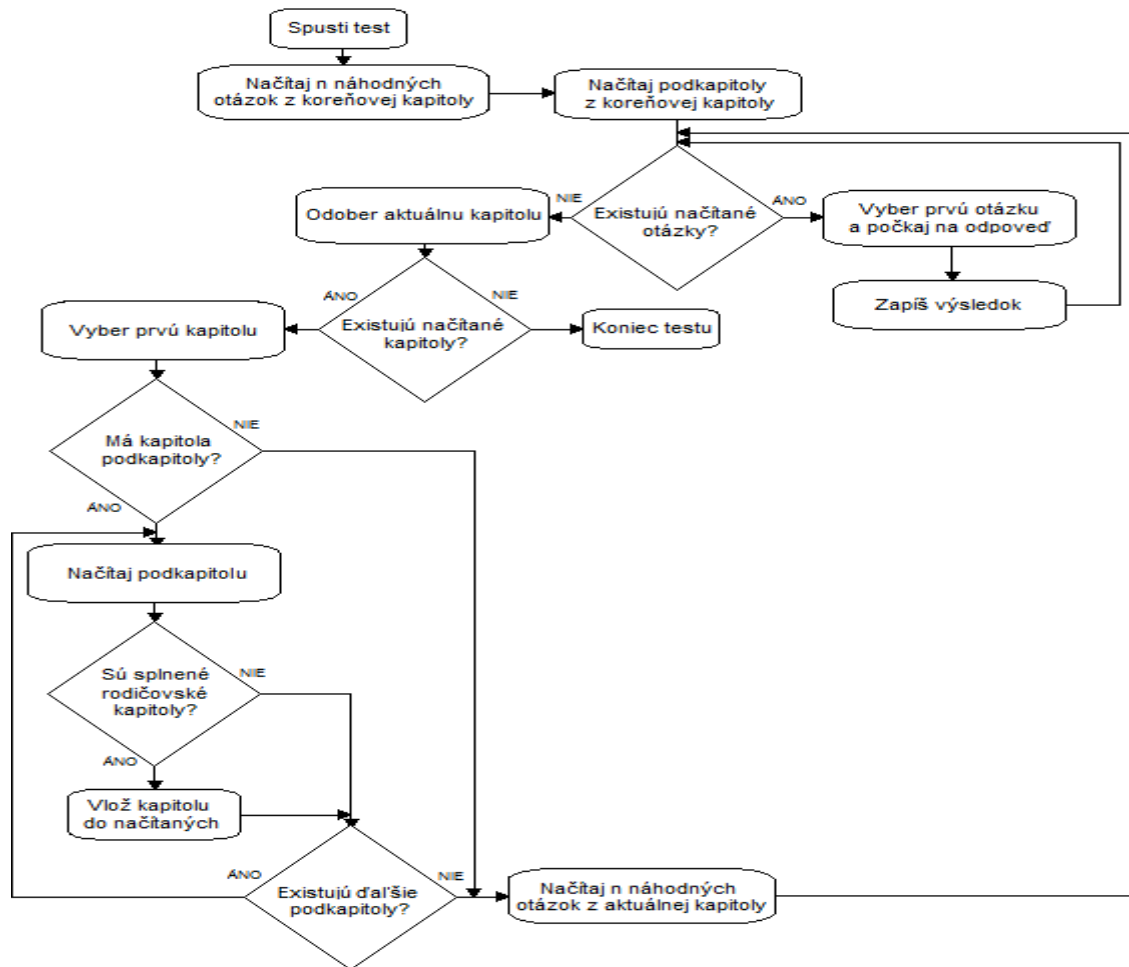 Spusti test
Načítaj n náhodných
otázok z koreňovej kapitoly
Načítaj podkapitoly
z koreňovej kapitoly
Existujú načítané
otázky?
NIE
ÁNO
Vyber prvú otázku
a počkaj na odpoveď
Zapíš výsledok
Odober aktuálnu kapitolu
Existujú načítané
kapitoly?
ÁNO
NIE
Koniec testu
Vyber prvú kapitolu
Má kapitola
podkapitoly?
NIE
ÁNO
Načítaj podkapitolu
Sú splnené
rodičovské
kapitoly?
NIE
ÁNO
Vlož kapitolu
do načítaných
Existujú ďaľšie
podkapitoly?
ÁNO
NIE
Načítaj n náhodných
otázok z aktuálnej kapitoly